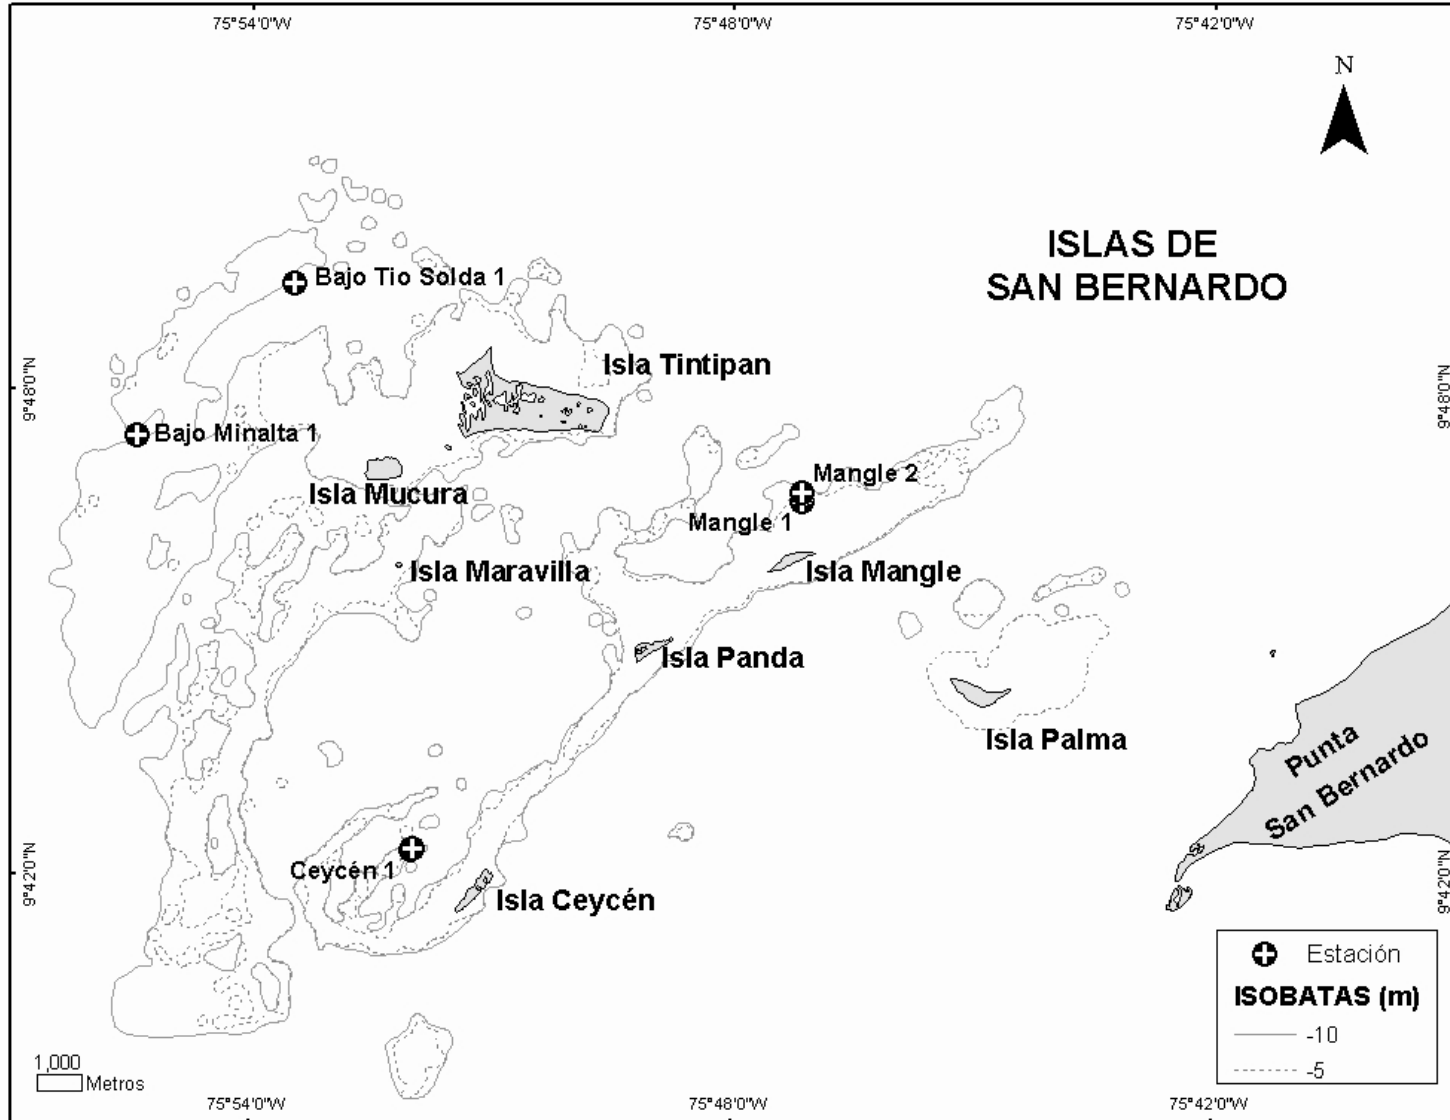 75°54'0"W
75°48'0"W
75°42'0"W
N
ISLAS DE
SAN BERNARDO
Bajo Tio Solda 1
Isla Tintipan
9°48'0"N
9°48'0"N
Bajo Minalta 1
Mangle 2
Isla Mucura
Mangle 1
Isla Maravilla
Isla Mangle
Isla Panda
Isla Palma
Punta
San Bernardo
Ceycén 1
9°42'0"N
9°42'0"N
Isla Ceycén
Estación
ISOBATAS (m)
-10
-5
1,000
Metros
75°54'0"W
75°48'0"W
75°42'0"W